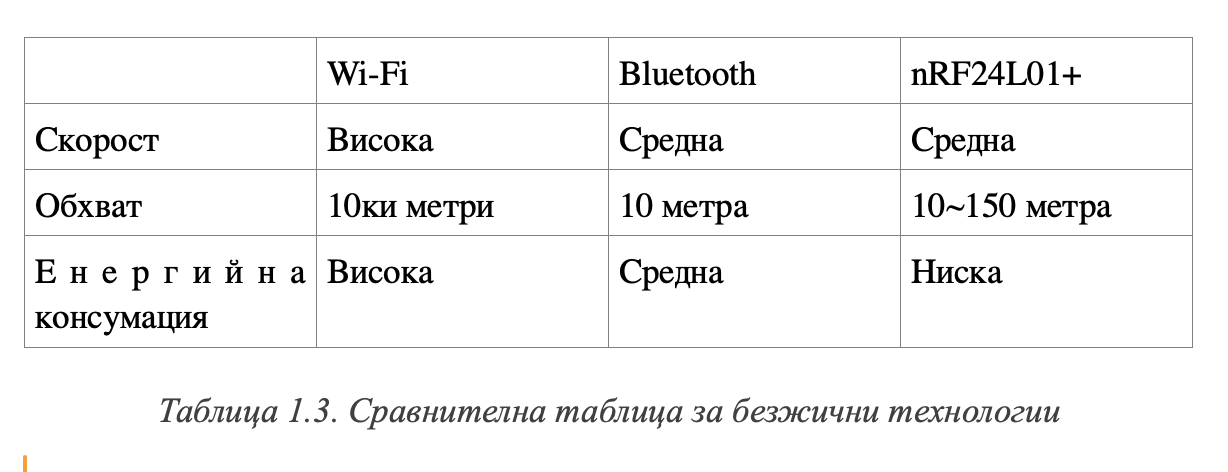 Wi-Fi Bluetooth nRF24L01+
Скорост Висока Средна Средна
Обхват 10ки метри 10 метра 10~150 метра
Енергийна Висока Средна Ниска
консумация
Таблица 1.3. Сравнителна таблица за безжични технологии